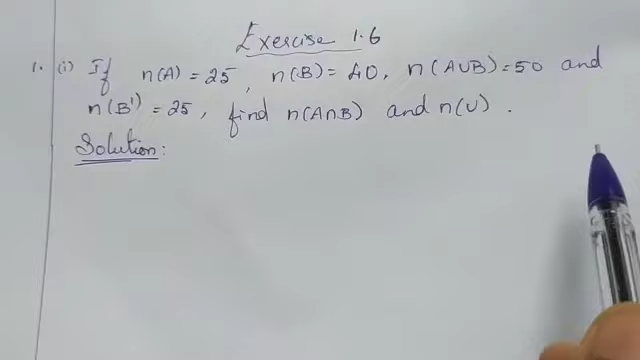 Exercise 1.6
1. (i) If n(A) = 25, n(B) = 40, n(A∪B) = 50 and
n(B') = 25, find n(A∩B) and n(U).
Solution: